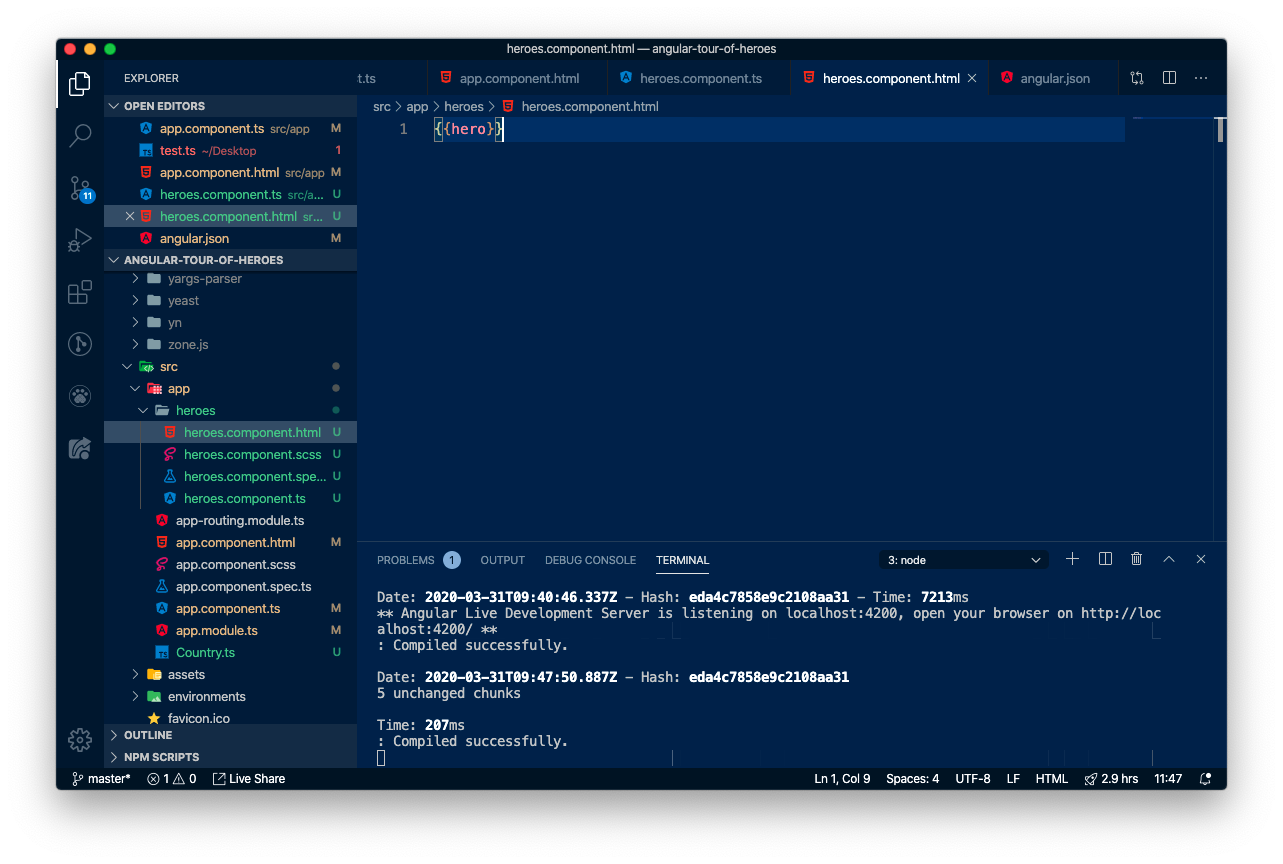 heroes.component.html — angular-tour-of-heroes
EXPLORER
OPEN EDITORS
app.component.ts src/app M
test.ts ~/Desktop 1
app.component.html src/app M
heroes.component.ts src/a... U
heroes.component.html sr... U
angular.json M
ANGULAR-TOUR-OF-HEROES
yargs-parser
yeast
yn
zone.js
src
app
heroes
heroes.component.html U
heroes.component.scss U
heroes.component.spe... U
heroes.component.ts U
app-routing.module.ts
app.component.html M
app.component.scss
app.component.spec.ts
app.component.ts M
app.module.ts M
Country.ts U
assets
environments
favicon.ico
OUTLINE
NPM SCRIPTS
11
t.ts app.component.html heroes.component.ts heroes.component.html angular.json ...
src > app > heroes > heroes.component.html
1 {{hero}}
PROBLEMS 1 OUTPUT DEBUG CONSOLE TERMINAL 3: node
Date: 2020-03-31T09:40:46.337Z – Hash: eda4c7858e9c2108aa31 – Time: 7213ms
** Angular Live Development Server is listening on localhost:4200, open your browser on http://loc
alhost:4200/ **
: Compiled successfully.
Date: 2020-03-31T09:47:50.887Z – Hash: eda4c7858e9c2108aa31
5 unchanged chunks
Time: 207ms
: Compiled successfully.
master* 1 0 Live Share Ln 1, Col 9 Spaces: 4 UTF-8 LF HTML 2.9 hrs 11:47